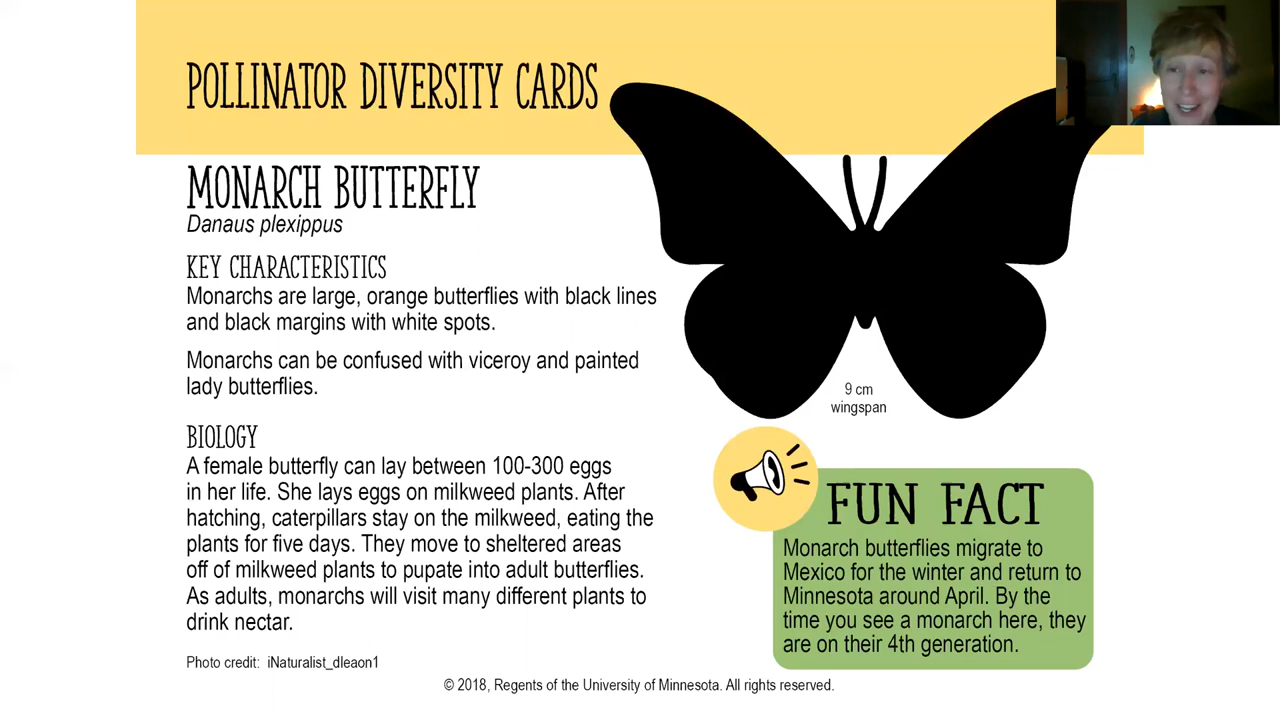 POLLINATOR DIVERSITY CARDS
MONARCH BUTTERFLY
Danaus plexippus
KEY CHARACTERISTICS
Monarchs are large, orange butterflies with black lines
and black margins with white spots.
Monarchs can be confused with viceroy and painted
lady butterflies.
BIOLOGY
A female butterfly can lay between 100-300 eggs
in her life. She lays eggs on milkweed plants. After
hatching, caterpillars stay on the milkweed, eating the
plants for five days. They move to sheltered areas
off of milkweed plants to pupate into adult butterflies.
As adults, monarchs will visit many different plants to
drink nectar.
Photo credit: iNaturalist_dleaon1
9 cm
wingspan
FUN FACT
Monarch butterflies migrate to
Mexico for the winter and return to
Minnesota around April. By the
time you see a monarch here, they
are on their 4th generation.
© 2018, Regents of the University of Minnesota. All rights reserved.